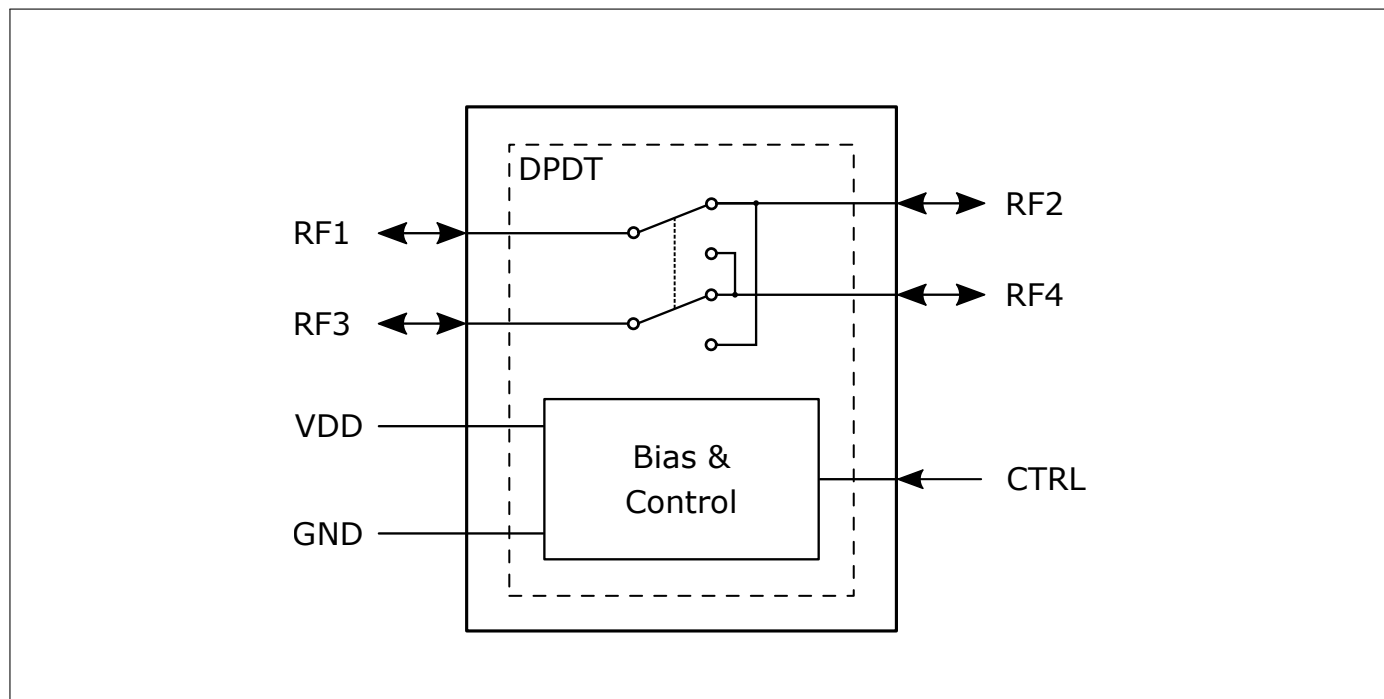 DPDT
RF1
RF2
RF4
RF3
VDD
Bias &
Control
CTRL
GND